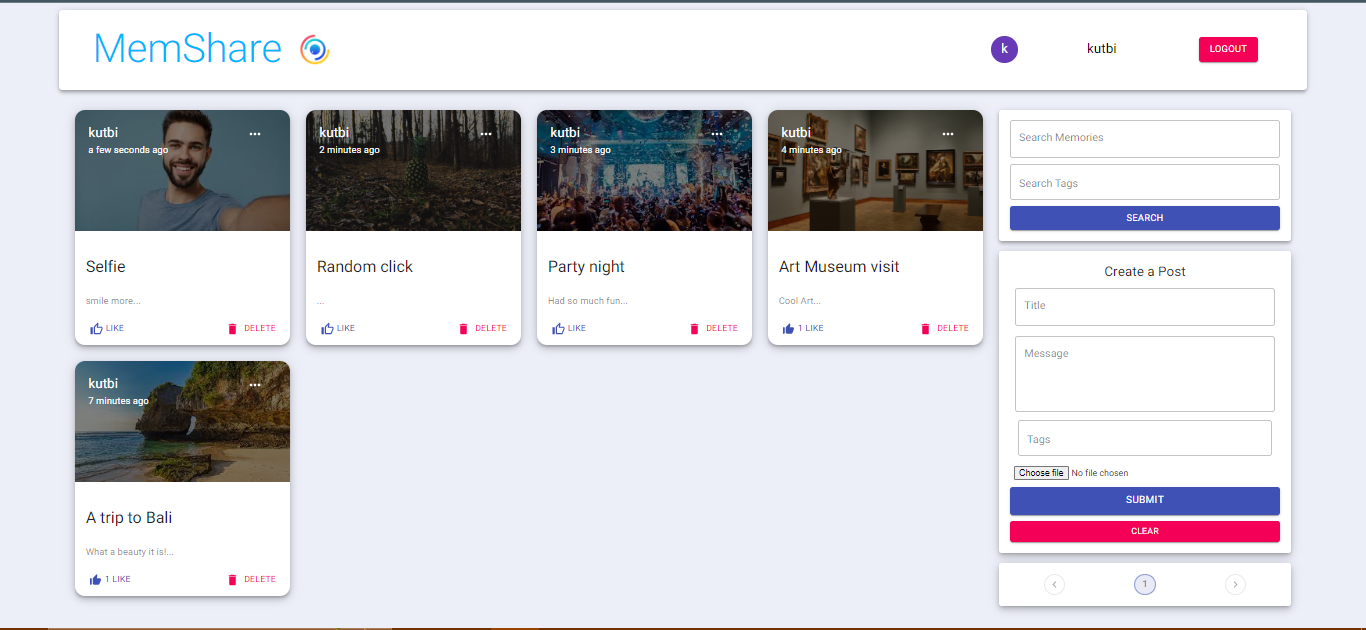 MemShare
k
kutbi
LOGOUT
kutbi
a few seconds ago
Selfie
smile more...
LIKE
DELETE
kutbi
2 minutes ago
Random click
...
LIKE
DELETE
kutbi
3 minutes ago
Party night
Had so much fun...
LIKE
DELETE
kutbi
4 minutes ago
Art Museum visit
Cool Art...
1 LIKE
DELETE
kutbi
7 minutes ago
A trip to Bali
What a beauty it is!...
1 LIKE
DELETE
Search Memories
Search Tags
SEARCH
Create a Post
Title
Message
Tags
Choose file No file chosen
SUBMIT
CLEAR
1